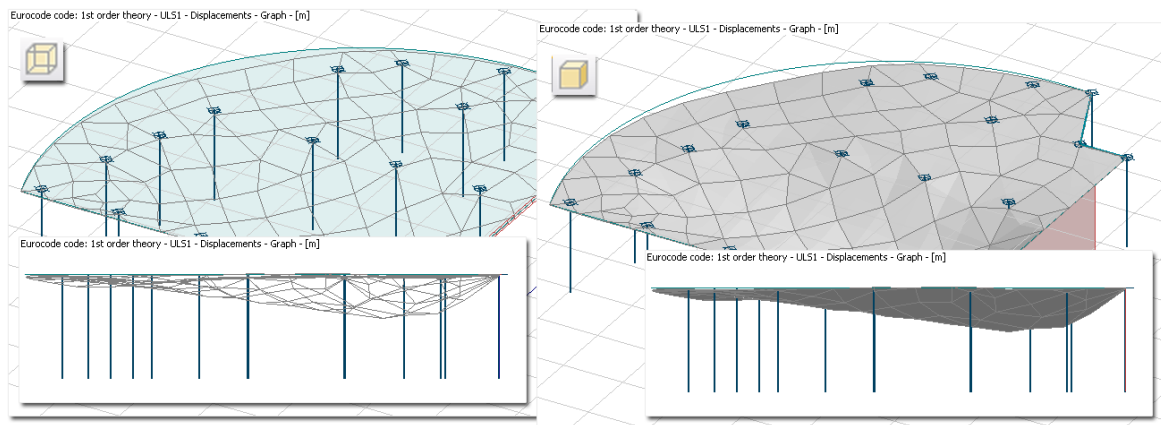 Eurocode code: 1st order theory - ULS1 - Displacements - Graph - [m]
Eurocode code: 1st order theory - ULS1 - Displacements - Graph - [m]
Eurocode code: 1st order theory - ULS1 - Displacements - Graph - [m]
Eurocode code: 1st order theory - ULS1 - Displacements - Graph - [m]